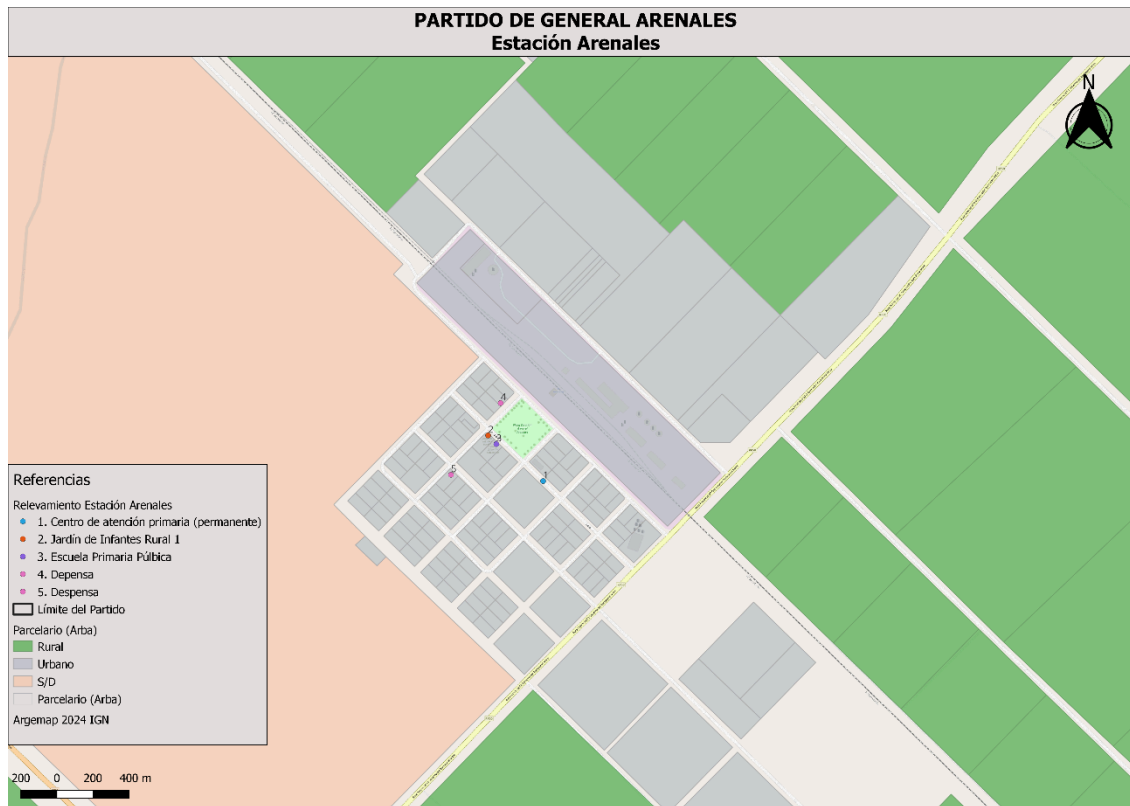 PARTIDO DE GENERAL ARENALES
Estación Arenales
N
4
2
3
5
1
Referencias
Relevamiento Estación Arenales
1. Centro de atención primaria (permanente)
2. Jardín de Infantes Rural 1
3. Escuela Primaria Púlbica
4. Depensa
5. Despensa
Límite del Partido
Parcelario (Arba)
Rural
Urbano
S/D
Parcelario (Arba)
Argemap 2024 IGN
200 0 200 400 m